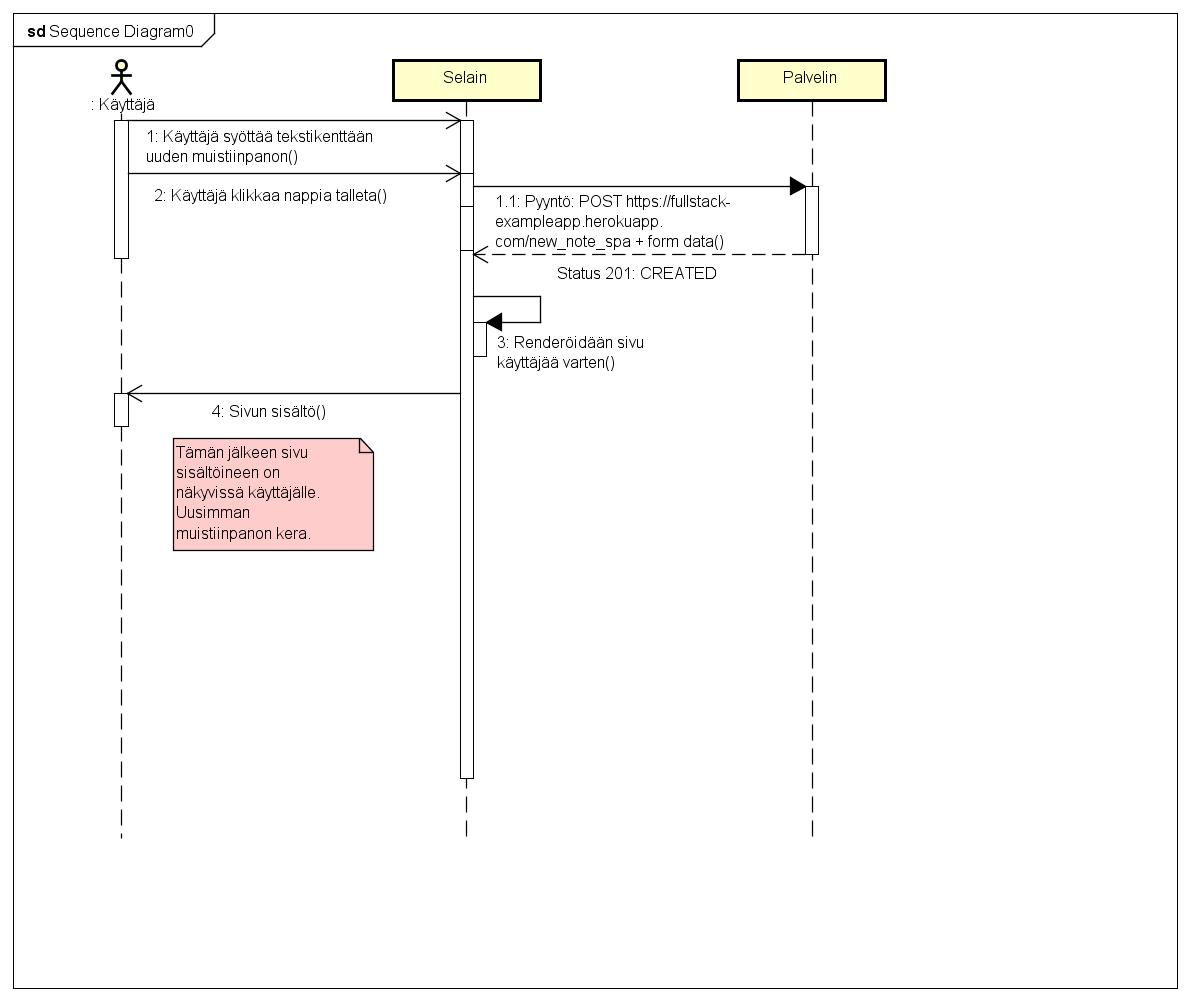 sd Sequence Diagram0
: Käyttäjä
Selain
Palvelin
1: Käyttäjä syöttää tekstikenttään
uuden muistiinpanon()
2: Käyttäjä klikkaa nappia talleta()
1.1: Pyyntö: POST https://fullstack-
exampleapp.herokuapp.
com/new_note_spa + form data()
Status 201: CREATED
3: Renderöidään sivu
käyttäjää varten()
4: Sivun sisältö()
Tämän jälkeen sivu
sisältöineen on
näkyvissä käyttäjälle.
Uusimman
muistiinpanon kera.